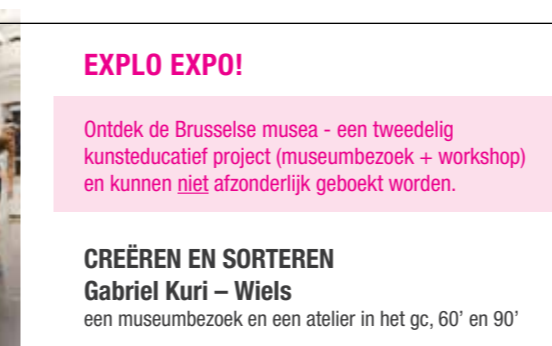 EXPLO EXPO!
Ontdek de Brusselse musea - een tweedelig
kunsteducatief project (museumbezoek + workshop)
en kunnen niet afzonderlijk geboekt worden.
CREËREN EN SORTEREN
Gabriel Kuri – Wiels
een museumbezoek en een atelier in het gc, 60’ en 90’